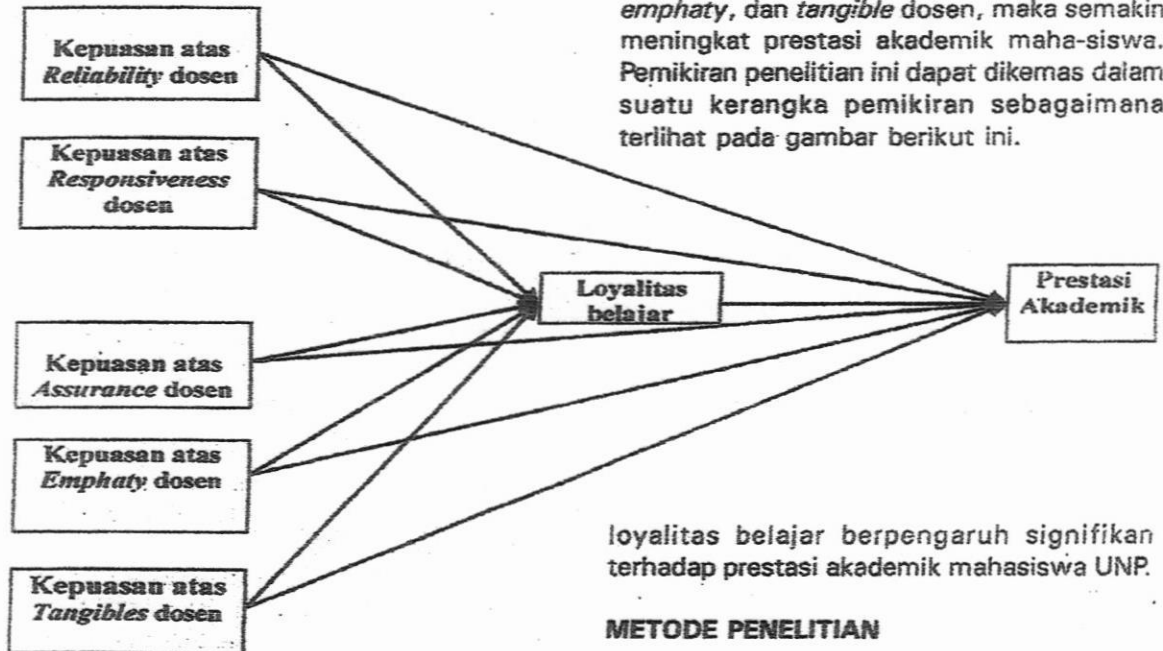 emphaty, dan tangible dosen, maka semakin
meningkat prestasi akademik maha-siswa.
Pemikiran penelitian ini dapat dikemas dalam
suatu kerangka pemikiran sebagaimana
terlihat pada gambar berikut ini.
Kepuasan atas
Reliability dosen
Kepuasan atas
Responsiveness
dosen
Kepuasan atas
Assurance dosen
Kepuasan atas
Emphaty dosen
Kepuasan atas
Tangibles dosen
Loyalitas
belajar
Prestasi
Akademik
loyalitas belajar berpengaruh signifikan
terhadap prestasi akademik mahasiswa UNP.
METODE PENELITIAN